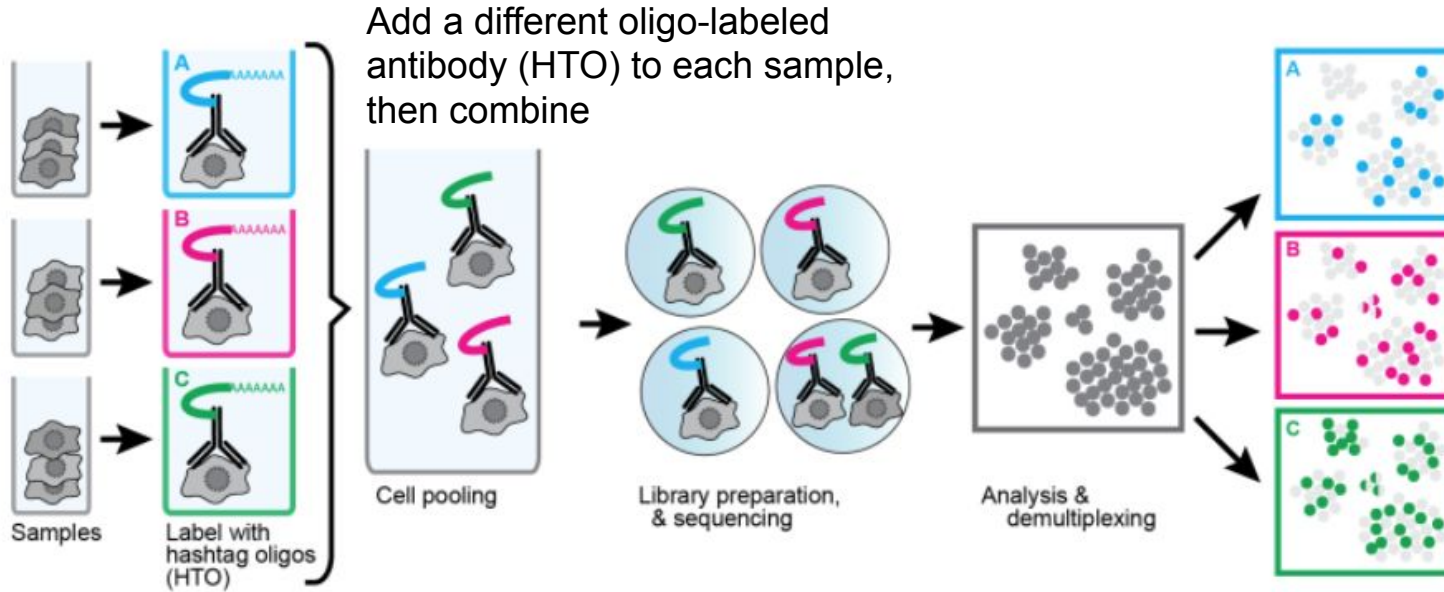 Add a different oligo-labeled
antibody (HTO) to each sample,
then combine
A
AAAAAAA
B
AAAAAAA
C
AAAAAAA
Samples
Label with
hashtag oligos
(HTO)
Cell pooling
Library preparation,
& sequencing
Analysis &
demultiplexing
A
B
C